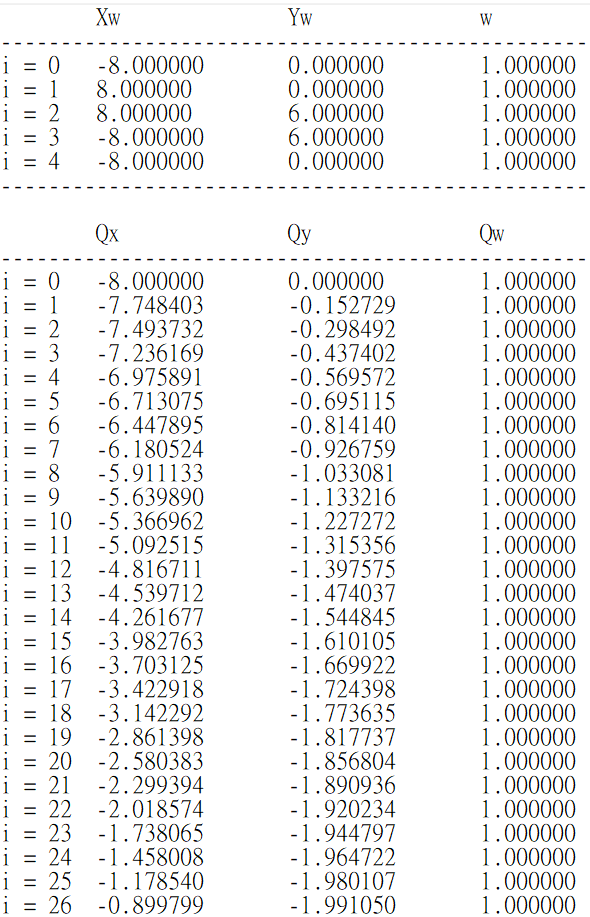 Xw Yw w
-------------------------------------------------
i = 0 -8.000000 0.000000 1.000000
i = 1 8.000000 0.000000 1.000000
i = 2 8.000000 6.000000 1.000000
i = 3 -8.000000 6.000000 1.000000
i = 4 -8.000000 0.000000 1.000000
-------------------------------------------------
Qx Qy Qw
-------------------------------------------------
i = 0 -8.000000 0.000000 1.000000
i = 1 -7.748403 -0.152729 1.000000
i = 2 -7.493732 -0.298492 1.000000
i = 3 -7.236169 -0.437402 1.000000
i = 4 -6.975891 -0.569572 1.000000
i = 5 -6.713075 -0.695115 1.000000
i = 6 -6.447895 -0.814140 1.000000
i = 7 -6.180524 -0.926759 1.000000
i = 8 -5.911133 -1.033081 1.000000
i = 9 -5.639890 -1.133216 1.000000
i = 10 -5.366962 -1.227272 1.000000
i = 11 -5.092515 -1.315356 1.000000
i = 12 -4.816711 -1.397575 1.000000
i = 13 -4.539712 -1.474037 1.000000
i = 14 -4.261677 -1.544845 1.000000
i = 15 -3.982763 -1.610105 1.000000
i = 16 -3.703125 -1.669922 1.000000
i = 17 -3.422918 -1.724398 1.000000
i = 18 -3.142292 -1.773635 1.000000
i = 19 -2.861398 -1.817737 1.000000
i = 20 -2.580383 -1.856804 1.000000
i = 21 -2.299394 -1.890936 1.000000
i = 22 -2.018574 -1.920234 1.000000
i = 23 -1.738065 -1.944797 1.000000
i = 24 -1.458008 -1.964722 1.000000
i = 25 -1.178540 -1.980107 1.000000
i = 26 -0.899799 -1.991050 1.000000